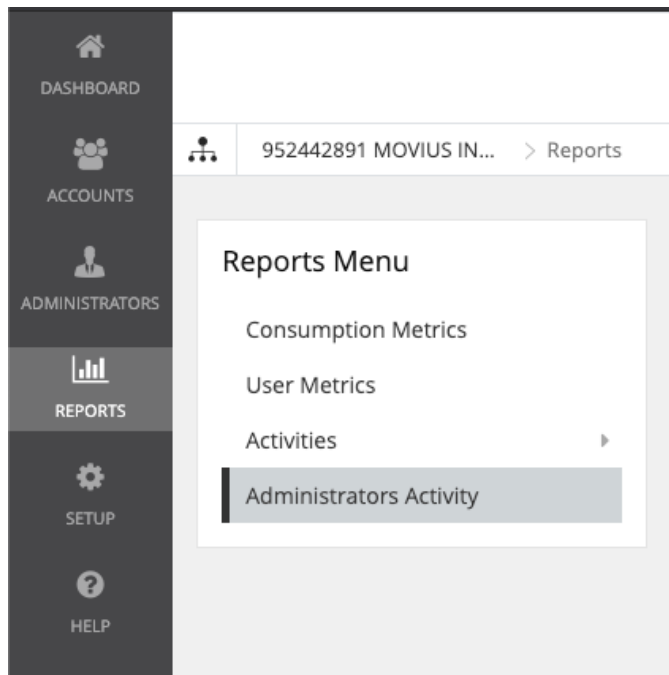 DASHBOARD
ACCOUNTS
ADMINISTRATORS
REPORTS
SETUP
HELP
952442891 MOVIUS IN... > Reports
Reports Menu
Consumption Metrics
User Metrics
Activities
Administrators Activity